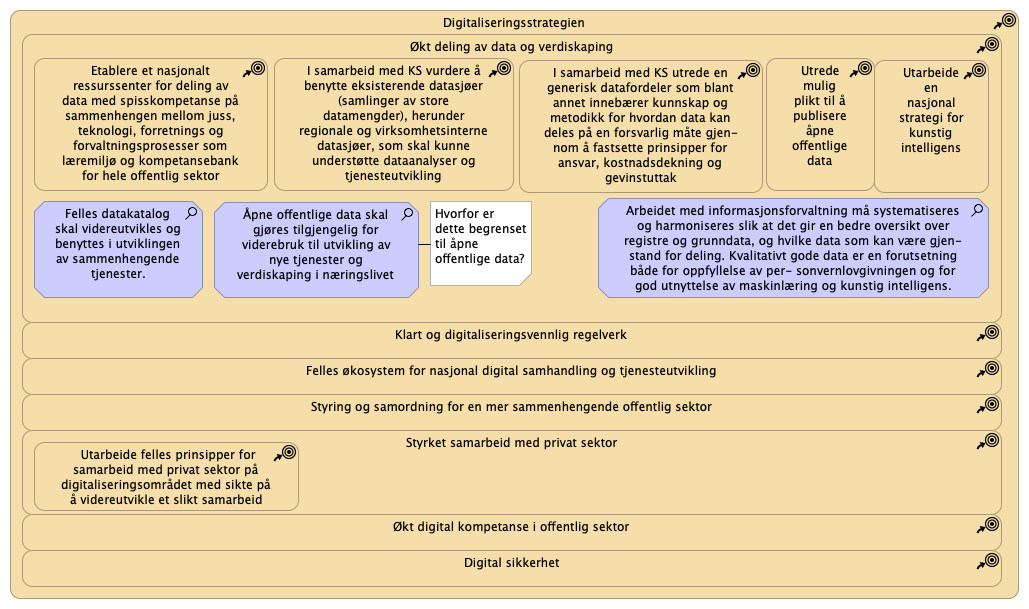 Digitaliseringsstrategien
Økt deling av data og verdiskaping
Etablere et nasjonalt
ressurssenter for deling av
data med spisskompetanse på
sammenhengen mellom juss,
teknologi, forretnings og
forvaltningsprosesser som
læremiljø og kompetansebank
for hele offentlig sektor
I samarbeid med KS vurdere å
benytte eksisterende datasjøer
(samlinger av store
datamengder), herunder
regionale og virksomhetsinterne
datasjøer, som skal kunne
understøtte dataanalyser og
tjenesteutvikling
I samarbeid med KS utrede en
generisk datafordeler som blant
annet innebærer kunnskap og
metodikk for hvordan data kan
deles på en forsvarlig måte gjen-
nom å fastsette prinsipper for
ansvar, kostnadsdekning og
gevinstuttak
Utrede
mulig
plikt til å
publisere
åpne
offentlige
data
Utarbeide
en
nasjonal
strategi for
kunstig
intelligens
Felles datakatalog
skal videreutvikles og
benyttes i utviklingen
av sammenhengende
tjenester.
Åpne offentlige data skal
gjøres tilgjengelig for
viderebruk til utvikling av
nye tjenester og
verdiskaping i næringslivet
Hvorfor er
dette begrenset
til åpne
offentlige data?
Arbeidet med informasjonsforvaltning må systematiseres
og harmoniseres slik at det gir en bedre oversikt over
registre og grunndata, og hvilke data som kan være gjen-
stand for deling. Kvalitativt gode data er en forutsetning
både for oppfyllelse av per- sonvernlovgivningen og for
god utnyttelse av maskinlæring og kunstig intelligens.
Klart og digitaliseringsvennlig regelverk
Felles økosystem for nasjonal digital samhandling og tjenesteutvikling
Styring og samordning for en mer sammenhengende offentlig sektor
Styrket samarbeid med privat sektor
Utarbeide felles prinsipper for
samarbeid med privat sektor på
digitaliseringsområdet med sikte på
å videreutvikle et slikt samarbeid
Økt digital kompetanse i offentlig sektor
Digital sikkerhet